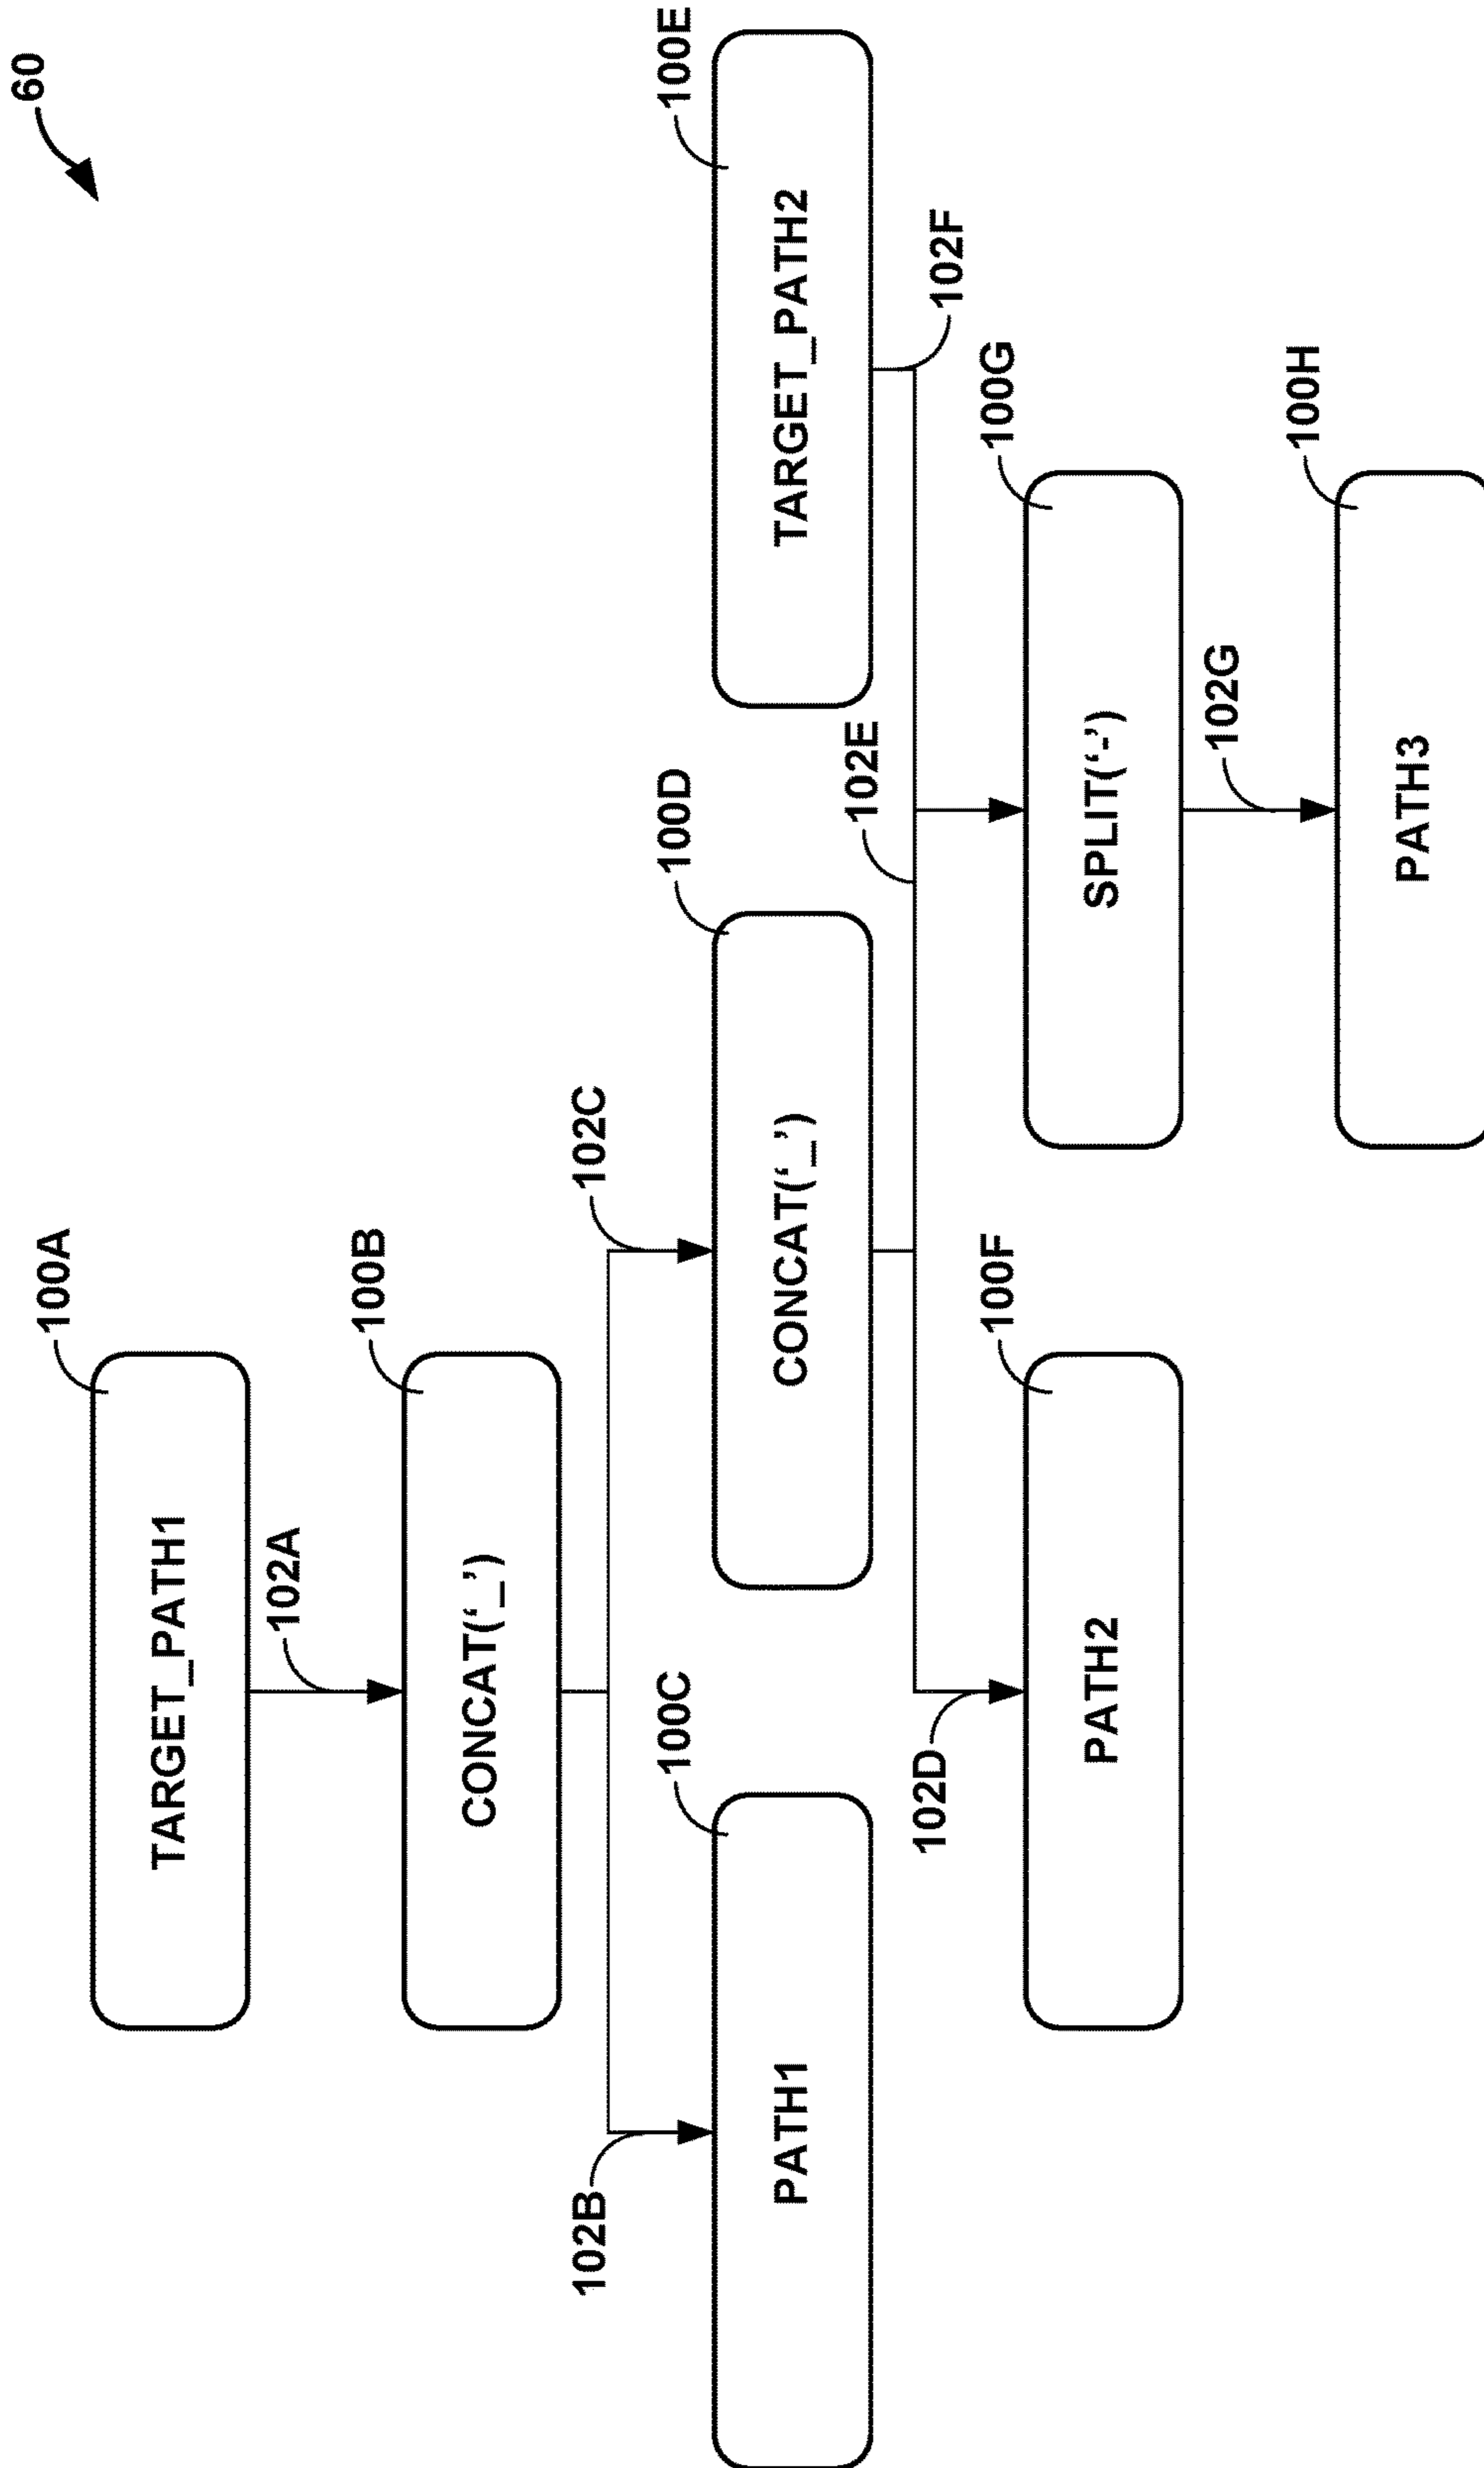 60
100A
TARGET_PATH1
102A
100B
CONCAT(‘_’)
102B
102C
100C
100D
100E
PATH1
CONCAT(‘_’)
TARGET_PATH2
102D
102E
102F
100F
100G
PATH2
SPLIT(‘-’)
102G
100H
PATH3